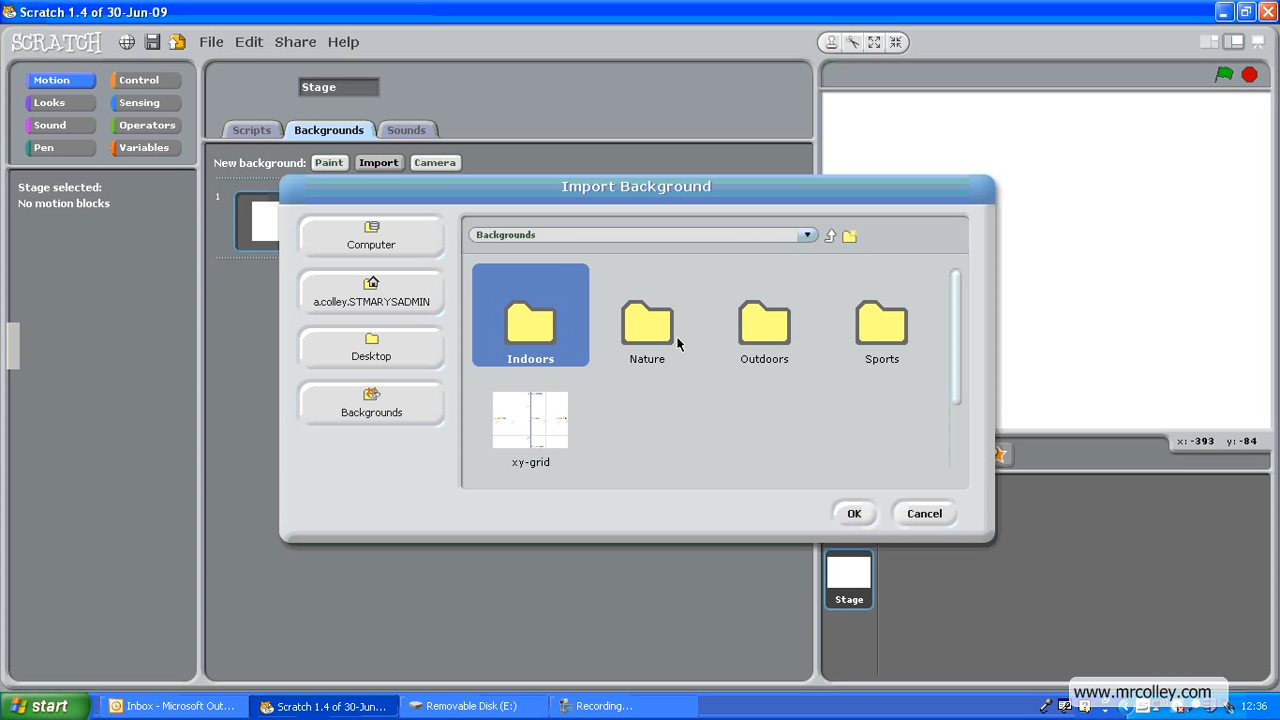 Scratch 1.4 of 30-Jun-09
SCRATCH File Edit Share Help
Motion Control
Looks Sensing
Sound Operators
Pen Variables
Stage selected:
No motion blocks
Stage
Scripts Backgrounds Sounds
New background: Paint Import Camera
1
Import Background
Computer
a.colley.STMARYSADMIN
Desktop
Backgrounds
Backgrounds
Indoors Nature Outdoors Sports
xy-grid
OK Cancel
x: -393 y: -84
Stage
www.mrcolley.com
start Inbox - Microsoft Out... Scratch 1.4 of 30-Jun... Removable Disk (E:) Recording... 12:36